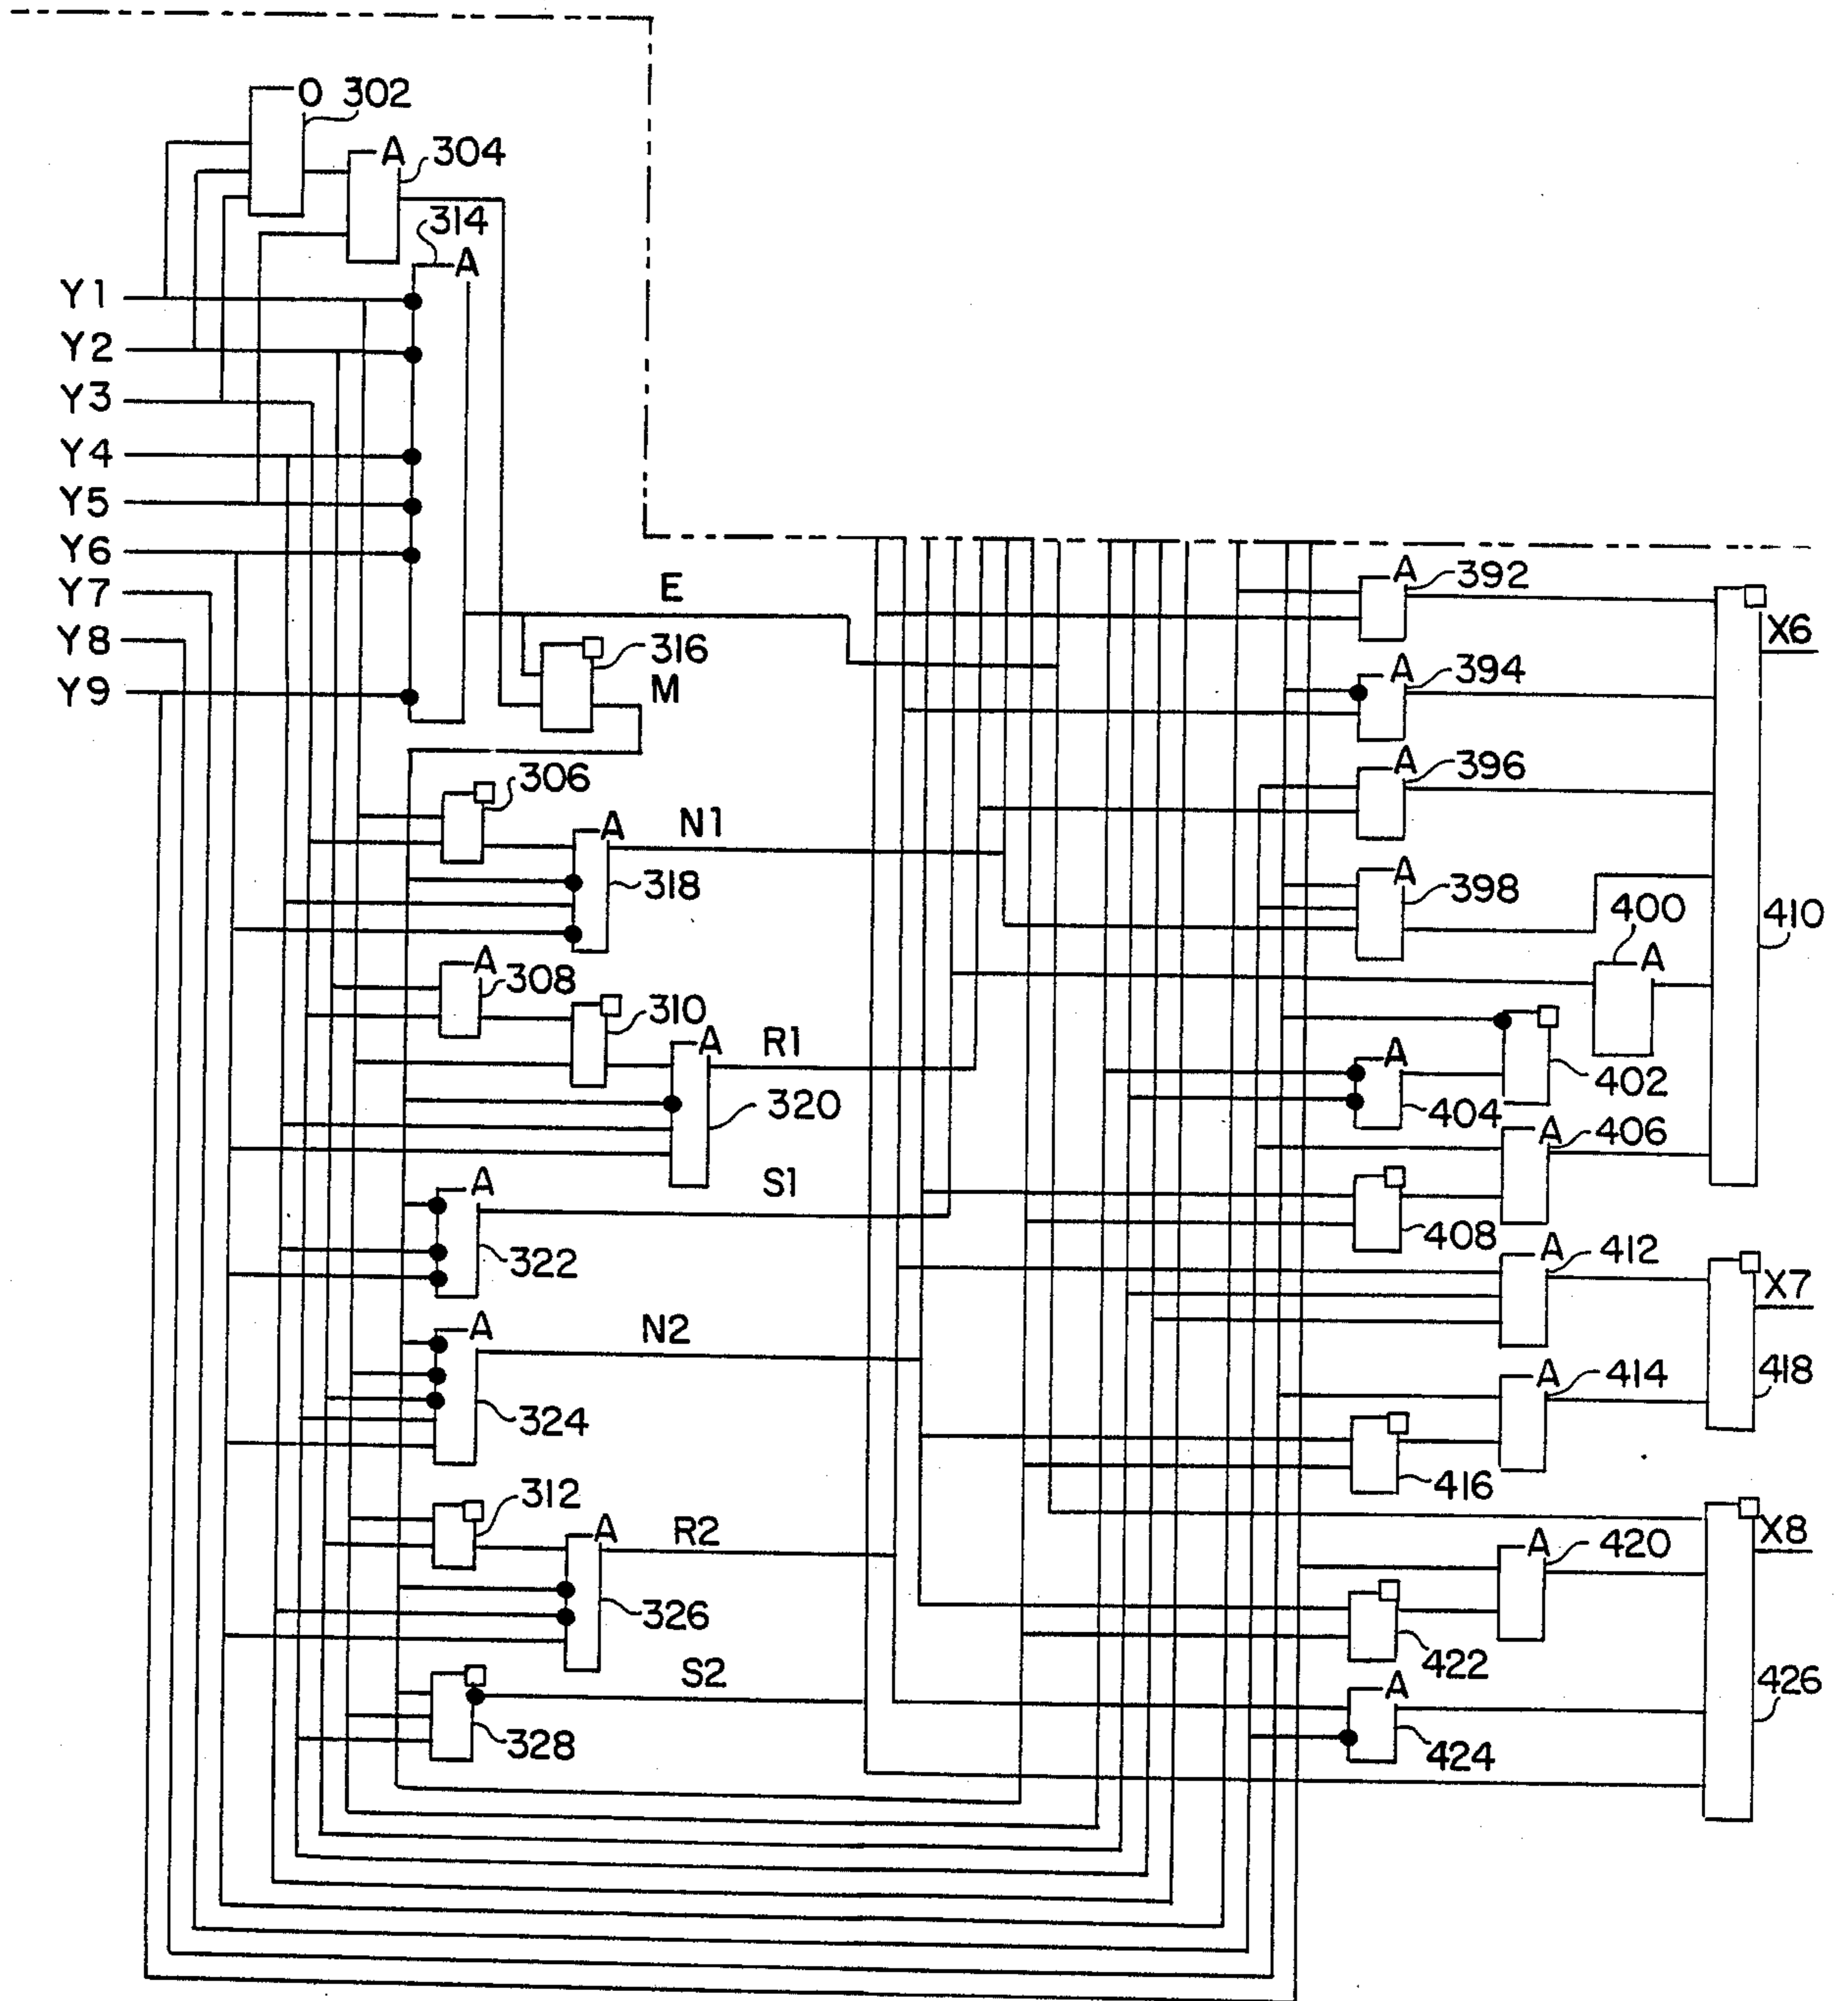 O 302
A 304
314
A
Y1
Y2
Y3
Y4
Y5
Y6
Y7
Y8
Y9
E
316
M
306
A N1
318
A
308
310
A R1
320
S1
A
322
N2
A
324
312
A R2
326
S2
328
A 392
X6
A 394
A 396
A 398
400
A
410
402
A
404
A 406
408
A 412
X7
A 414
418
416
X8
A 420
422
A
426
424